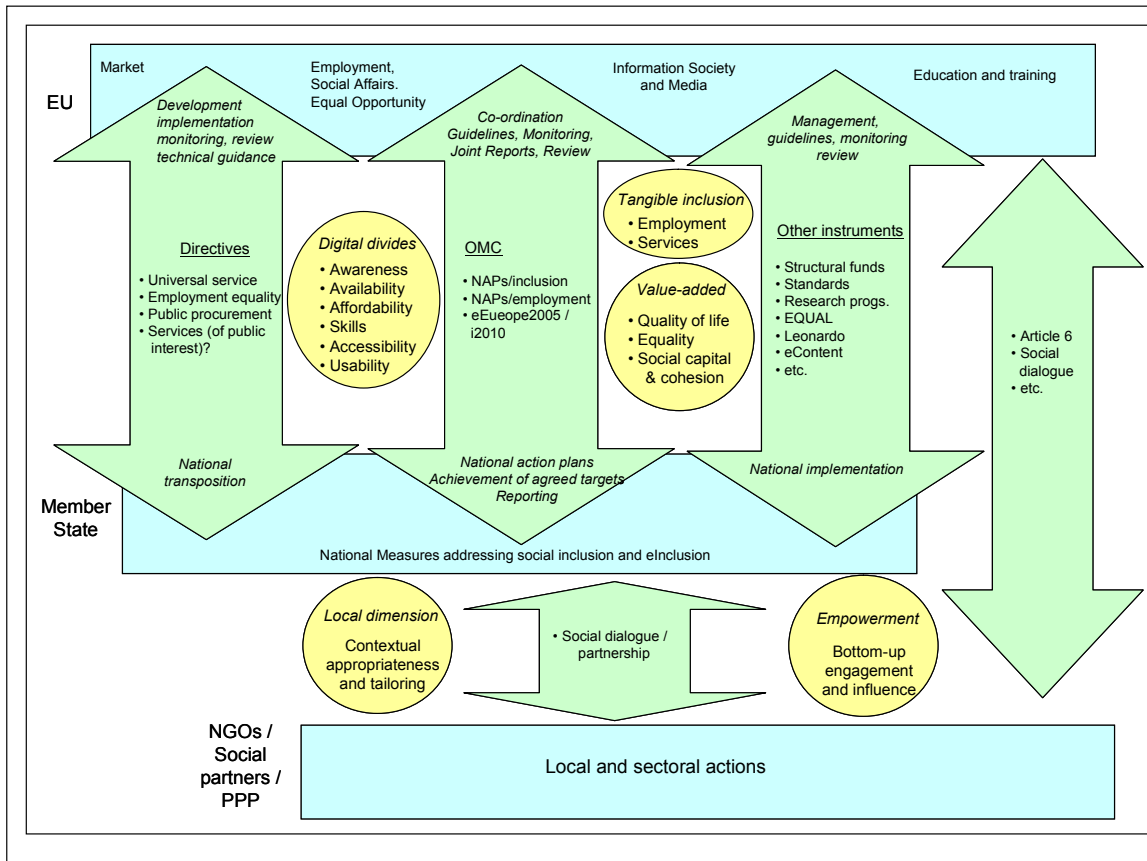 Market
Employment,
Social Affairs.
Equal Opportunity
Information Society
and Media
Education and training
EU
Development
implementation
monitoring, review
technical guidance
Co-ordination
Guidelines, Monitoring,
Joint Reports, Review
Management,
guidelines, monitoring
review
Directives
• Universal service
• Employment equality
• Public procurement
• Services (of public
interest)?
Digital divides
• Awareness
• Availability
• Affordability
• Skills
• Accessibility
• Usability
OMC
• NAPs/inclusion
• NAPs/employment
• eEueope2005 /
i2010
Tangible inclusion
• Employment
• Services
Value-added
• Quality of life
• Equality
• Social capital
& cohesion
Other instruments
• Structural funds
• Standards
• Research progs.
• EQUAL
• Leonardo
• eContent
• etc.
• Article 6
• Social
dialogue
• etc.
National
transposition
National action plans
Achievement of agreed targets
Reporting
National implementation
Member
State
National Measures addressing social inclusion and eInclusion
Local dimension
Contextual
appropriateness
and tailoring
• Social dialogue /
partnership
Empowerment
Bottom-up
engagement
and influence
NGOs /
Social
partners /
PPP
Local and sectoral actions